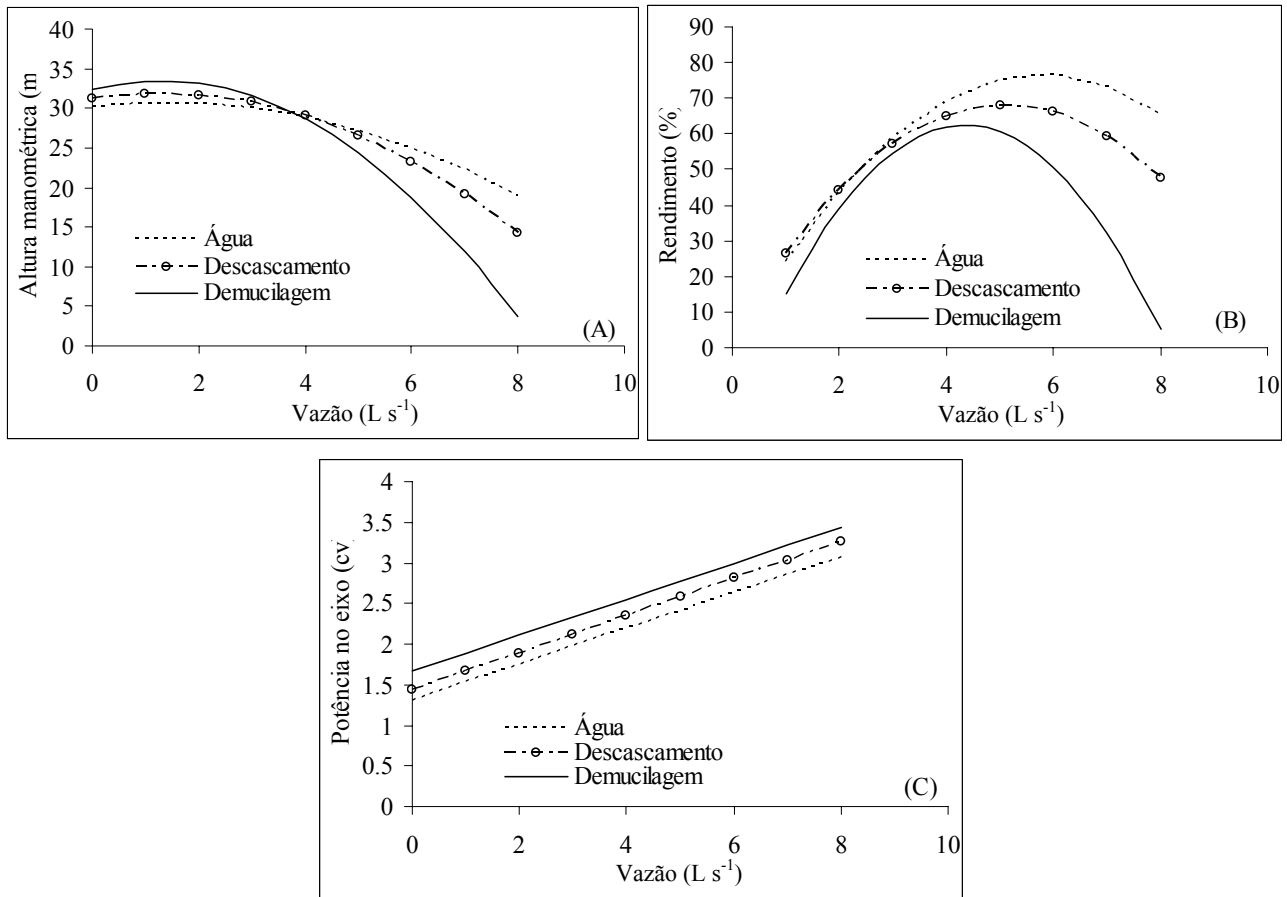 Altura manométrica (m
40
35
30
25
20
15
10
5
0
Água
Descascamento
Demucilagem
(A)
0 2 4 6 8 10
Vazão (L s⁻¹)
Rendimento (%)
90
80
70
60
50
40
30
20
10
0
Água
Descascamento
Demucilagem
(B)
0 2 4 6 8 10
Vazão (L s⁻¹)
Potência no eixo (cv)
4
3.5
3
2.5
2
1.5
1
0.5
0
Água
Descascamento
Demucilagem
(C)
0 2 4 6 8 10
Vazão (L s⁻¹)